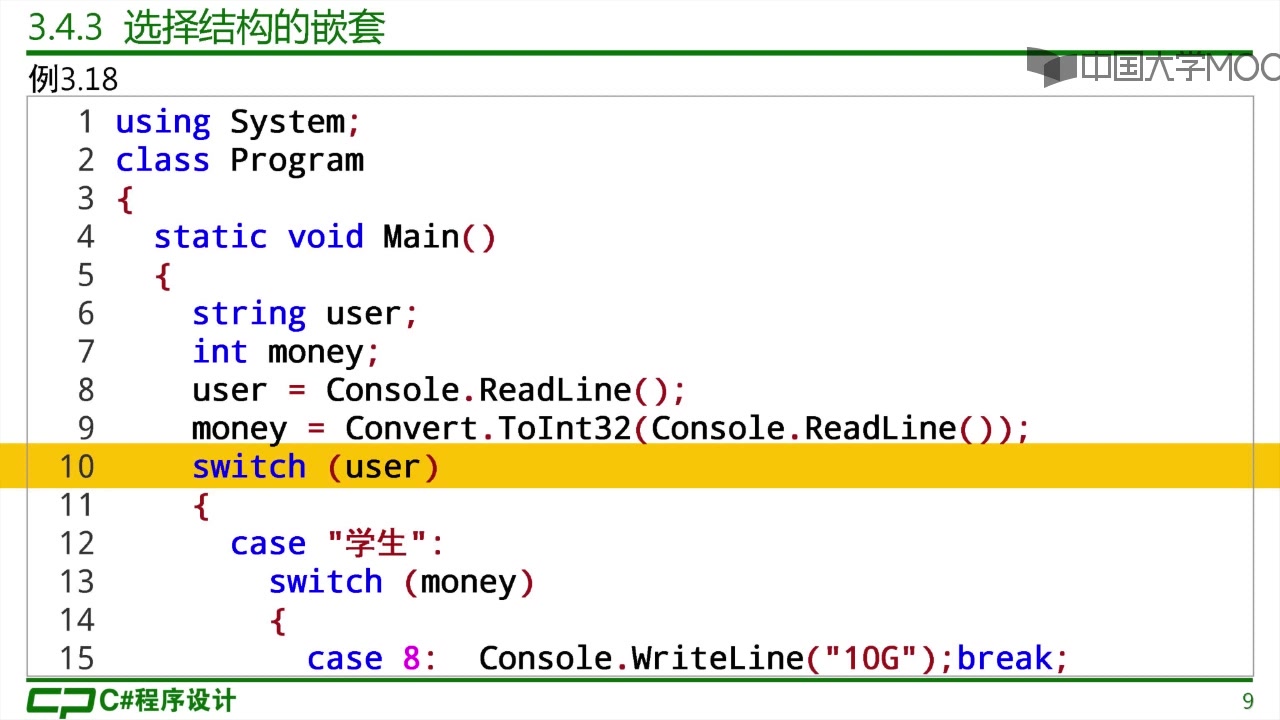 3.4.3 选择结构的嵌套
中国大学MOO
例3.18
1 using System;
2 class Program
3 {
4 static void Main()
5 {
6 string user;
7 int money;
8 user = Console.ReadLine();
9 money = Convert.ToInt32(Console.ReadLine());
10 switch (user)
11 {
12 case "学生":
13 switch (money)
14 {
15 case 8: Console.WriteLine("10G");break;
C#程序设计
9